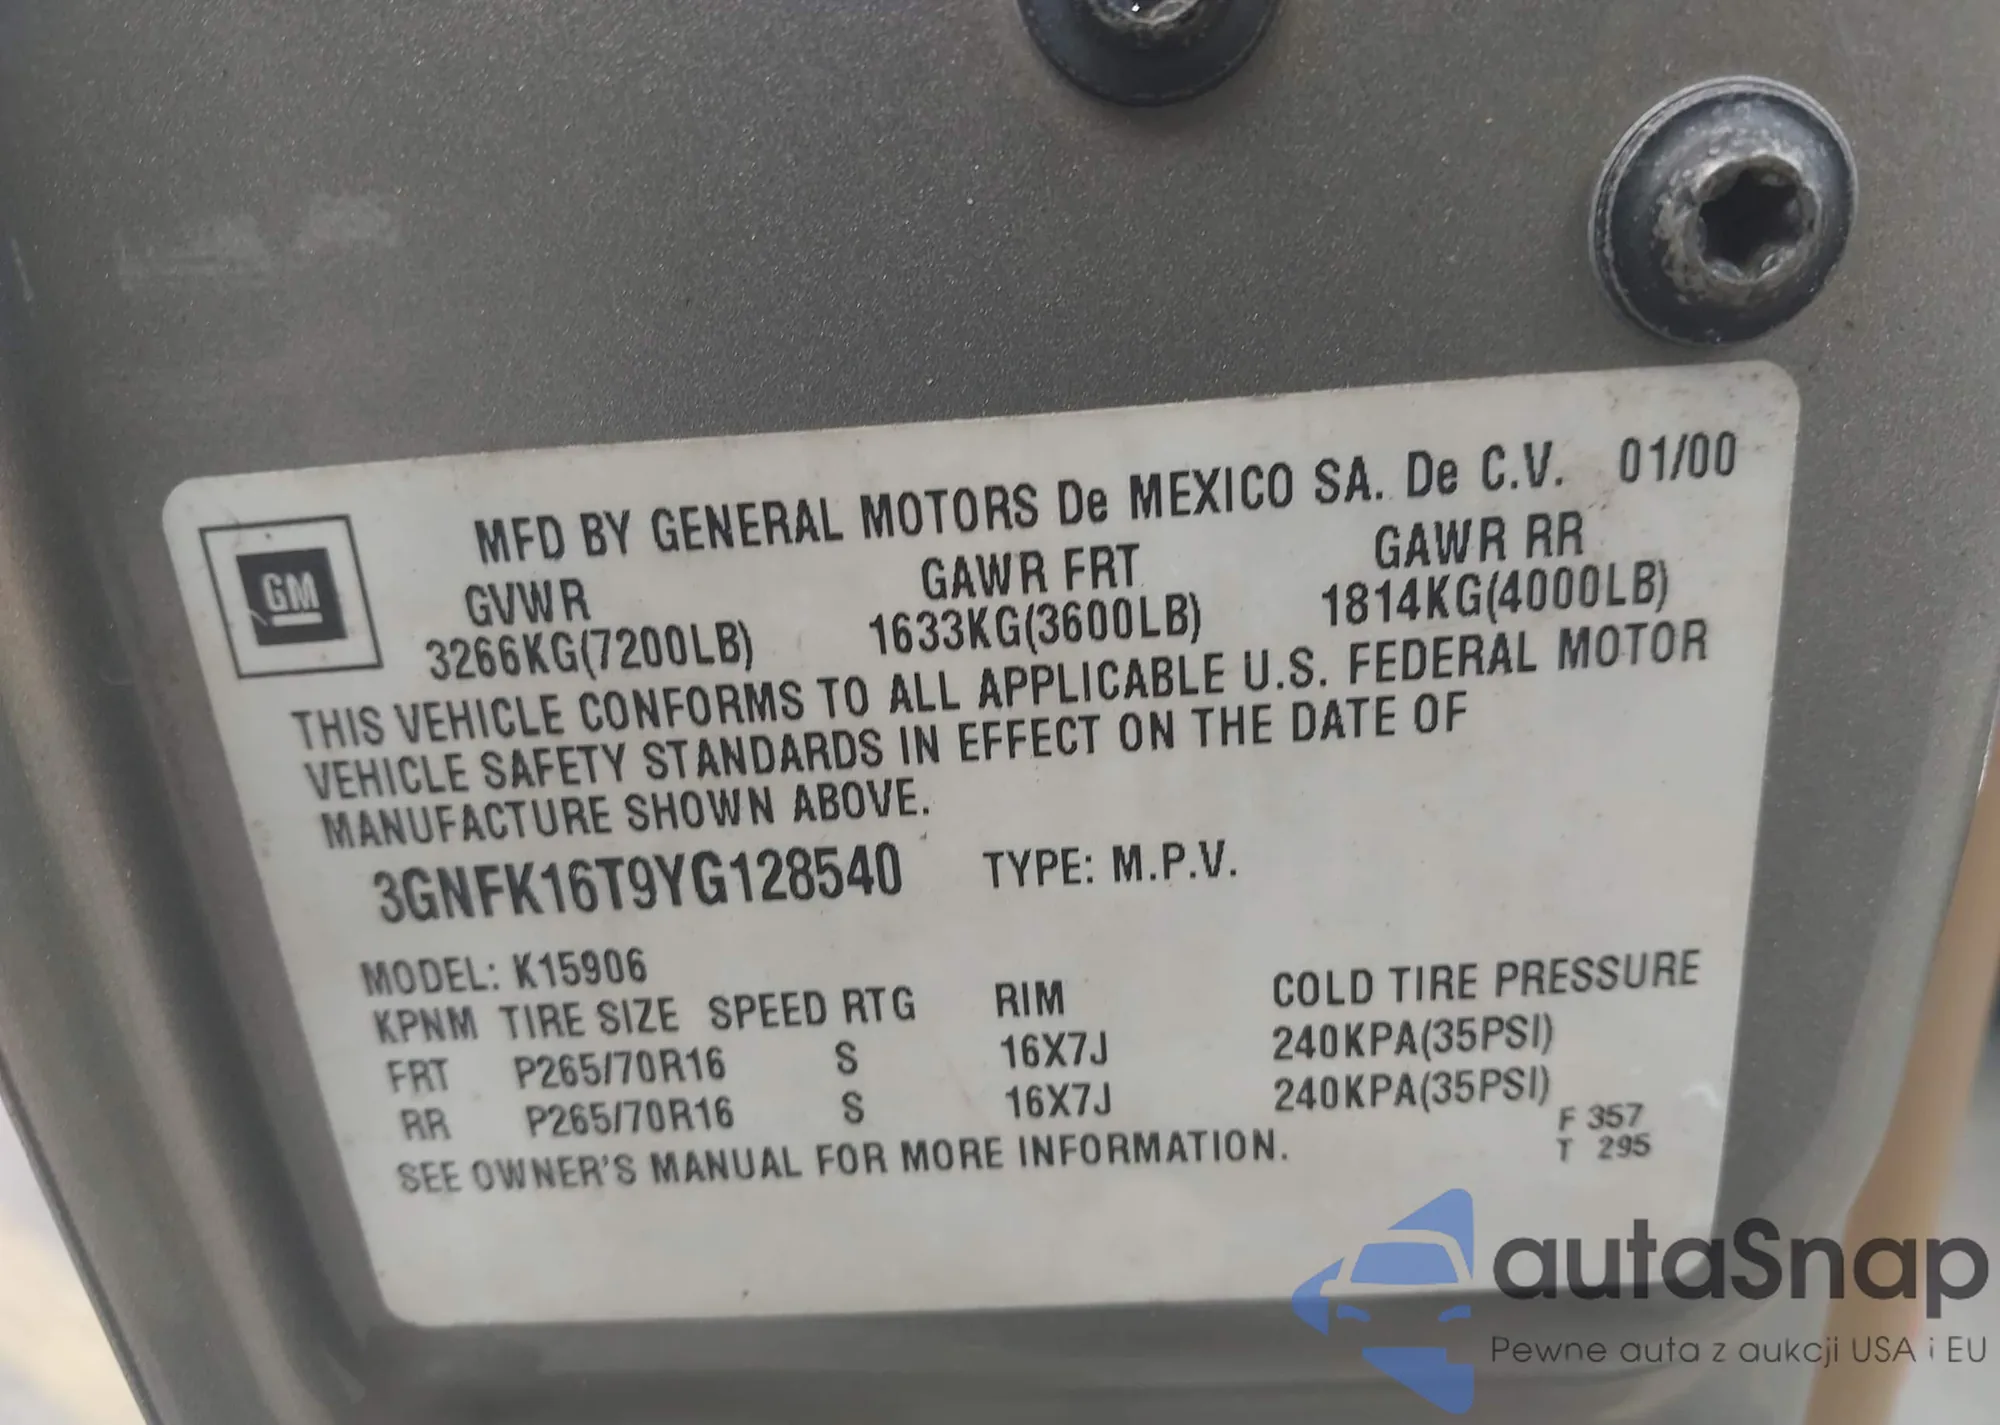 GM
MFD BY GENERAL MOTORS De MEXICO SA. De C.V. 01/00
GVWR GAWR FRT GAWR RR
3266KG(7200LB) 1633KG(3600LB) 1814KG(4000LB)
THIS VEHICLE CONFORMS TO ALL APPLICABLE U.S. FEDERAL MOTOR
VEHICLE SAFETY STANDARDS IN EFFECT ON THE DATE OF
MANUFACTURE SHOWN ABOVE.
3GNFK16T9YG128540 TYPE: M.P.V.
MODEL: K15906
KPNM TIRE SIZE SPEED RTG RIM COLD TIRE PRESSURE
FRT P265/70R16 S 16X7J 240KPA(35PSI)
RR P265/70R16 S 16X7J 240KPA(35PSI)
F 357
T 295
SEE OWNER'S MANUAL FOR MORE INFORMATION.
autaSnap
Pewne auta z aukcji USA i EU